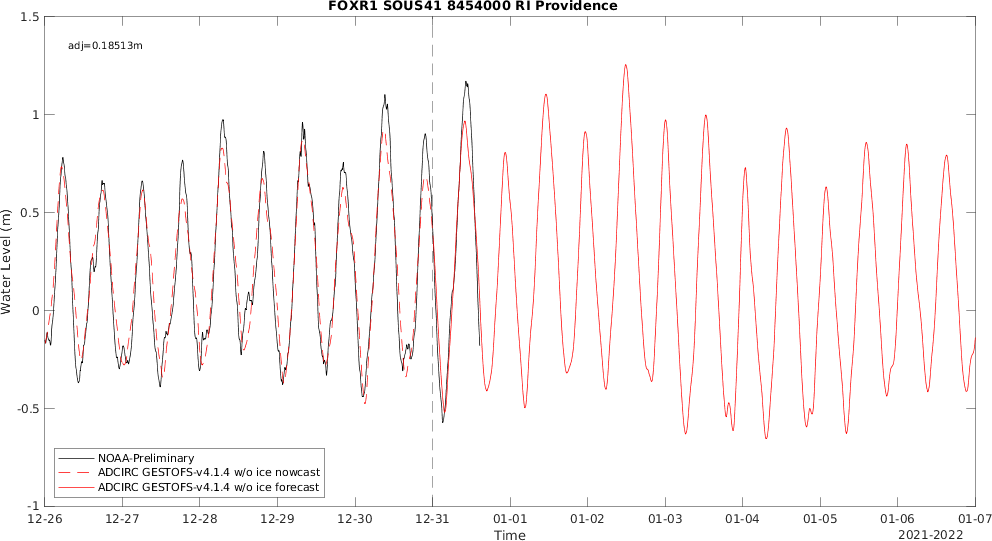 FOXR1 SOUS41 8454000 RI Providence
adj=0.18513m
Water Level (m)
1.5
1
0.5
0
-0.5
-1
NOAA-Preliminary
ADCIRC GESTOFS-v4.1.4 w/o ice nowcast
ADCIRC GESTOFS-v4.1.4 w/o ice forecast
12-26 12-27 12-28 12-29 12-30 12-31 01-01 01-02 01-03 01-04 01-05 01-06 01-07
Time
2021-2022